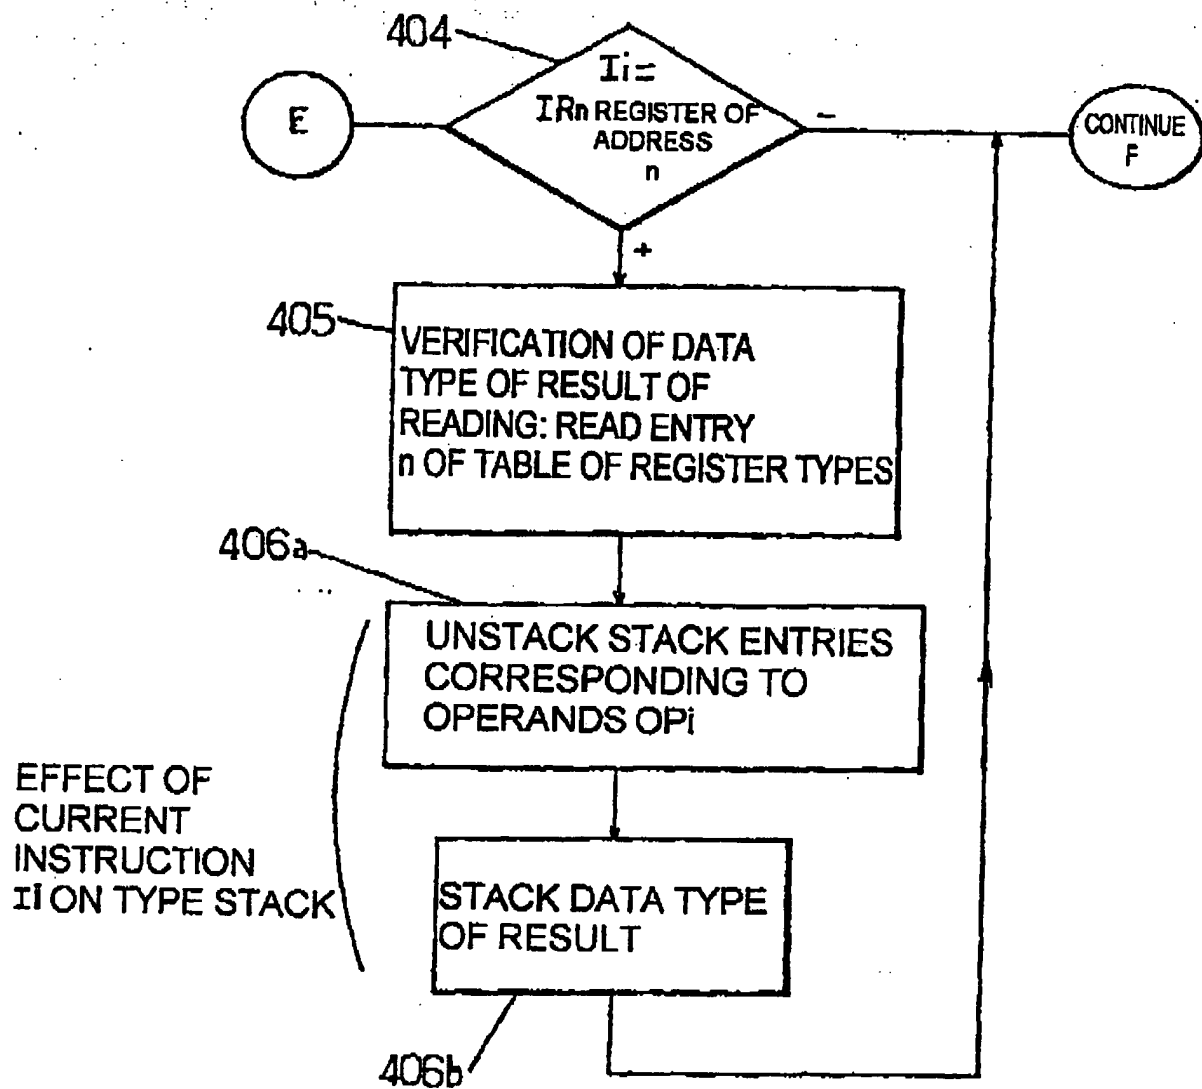 404
Ii=
IRn REGISTER OF
ADDRESS
n
E
-
CONTINUE
F
+
405
VERIFICATION OF DATA
TYPE OF RESULT OF
READING: READ ENTRY
n OF TABLE OF REGISTER TYPES
406a
UNSTACK STACK ENTRIES
CORRESPONDING TO
OPERANDS OPi
EFFECT OF
CURRENT
INSTRUCTION
Ii ON TYPE STACK
STACK DATA TYPE
OF RESULT
406b